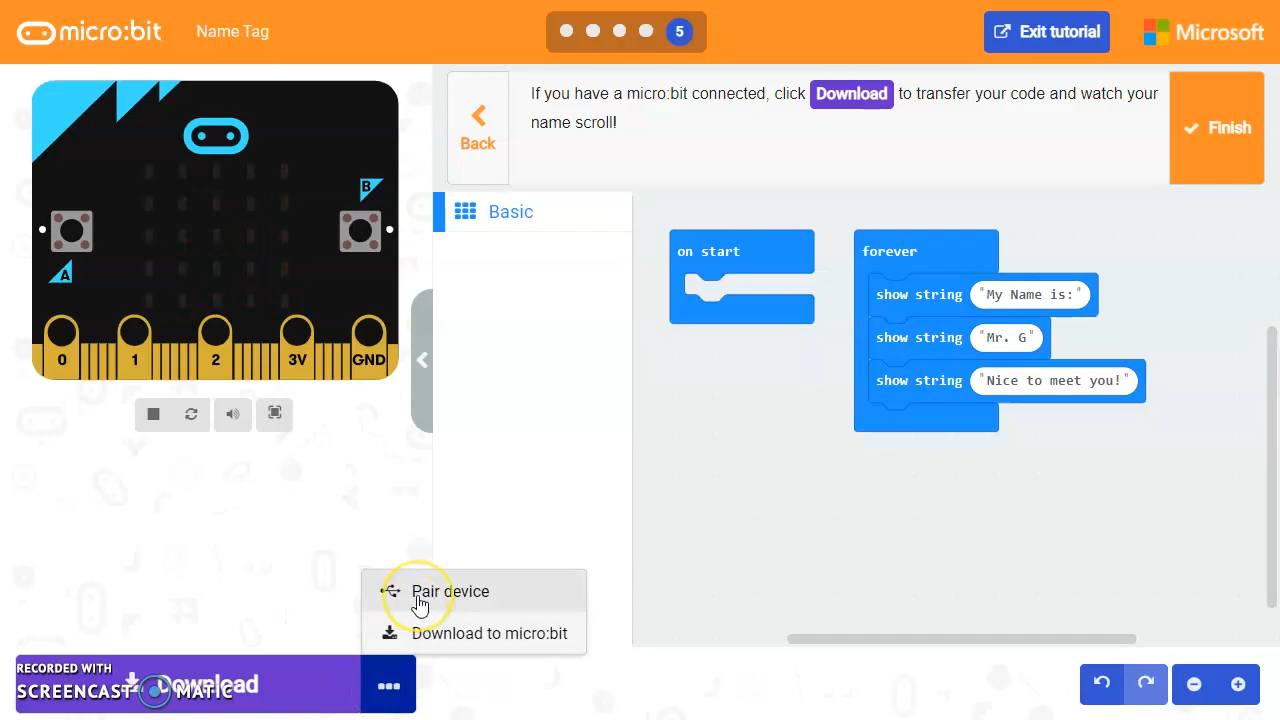 micro:bit
Name Tag
5
Exit tutorial
Microsoft
Back
If you have a micro:bit connected, click Download to transfer your code and watch your
name scroll!
Finish
B
A
0 1 2 3V GND
Basic
on start
forever
show string "My Name is:"
show string "Mr. G"
show string "Nice to meet you!"
Pair device
Download to micro:bit
Download
RECORDED WITH
SCREENCAST MATIC